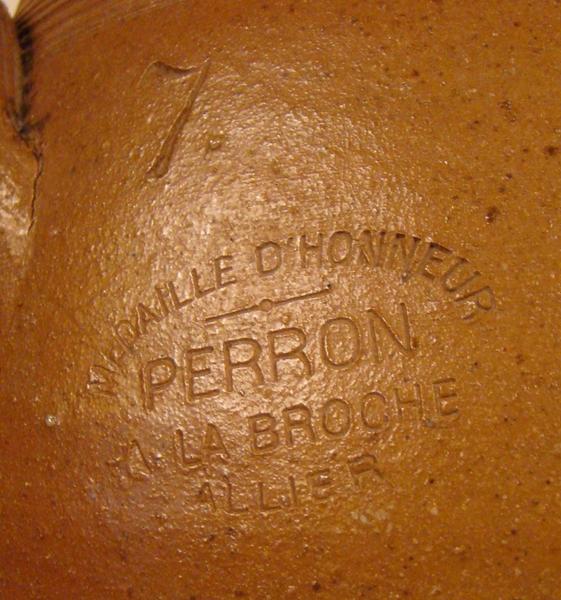 7
MEDAILLE D'HONNEUR
PERRON
LA BROCHE
ALLIER